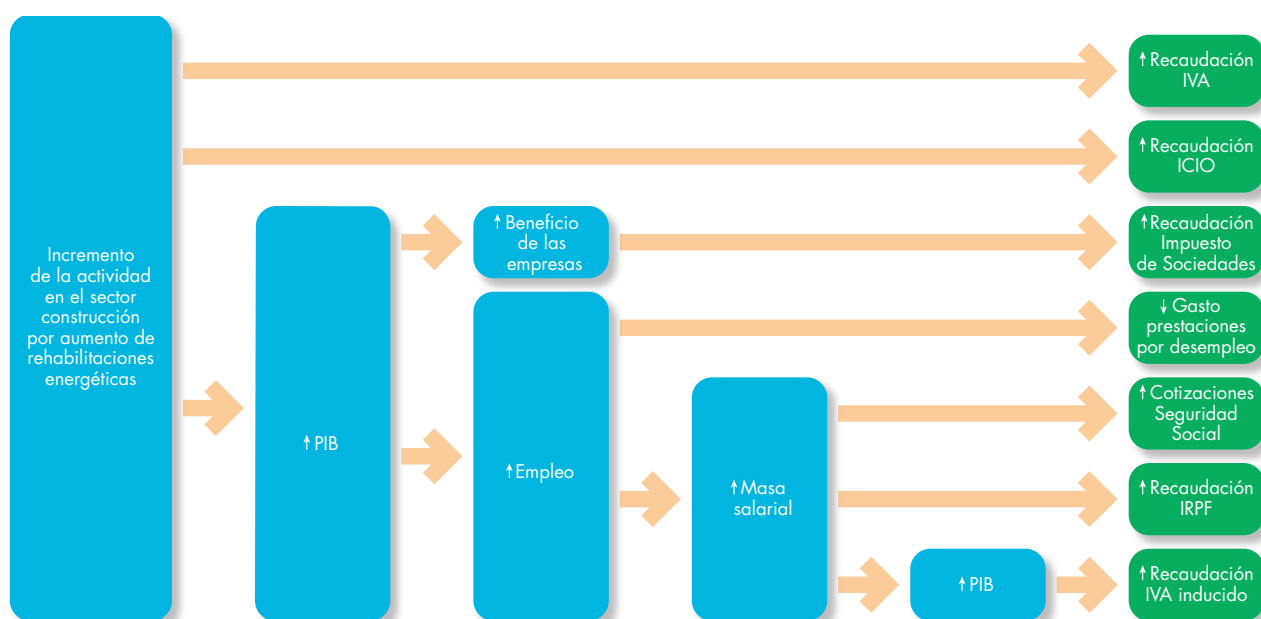 Incremento
de la actividad
en el sector
construcción
por aumento de
rehabilitaciones
energéticas
↑ PIB
↑ Beneficio
de las
empresas
↑ Empleo
↑ Masa
salarial
↑ PIB
↑ Recaudación
IVA
↑ Recaudación
ICIO
↑ Recaudación
Impuesto
de Sociedades
↓ Gasto
prestaciones
por desempleo
↑ Cotizaciones
Seguridad
Social
↑ Recaudación
IRPF
↑ Recaudación
IVA inducido